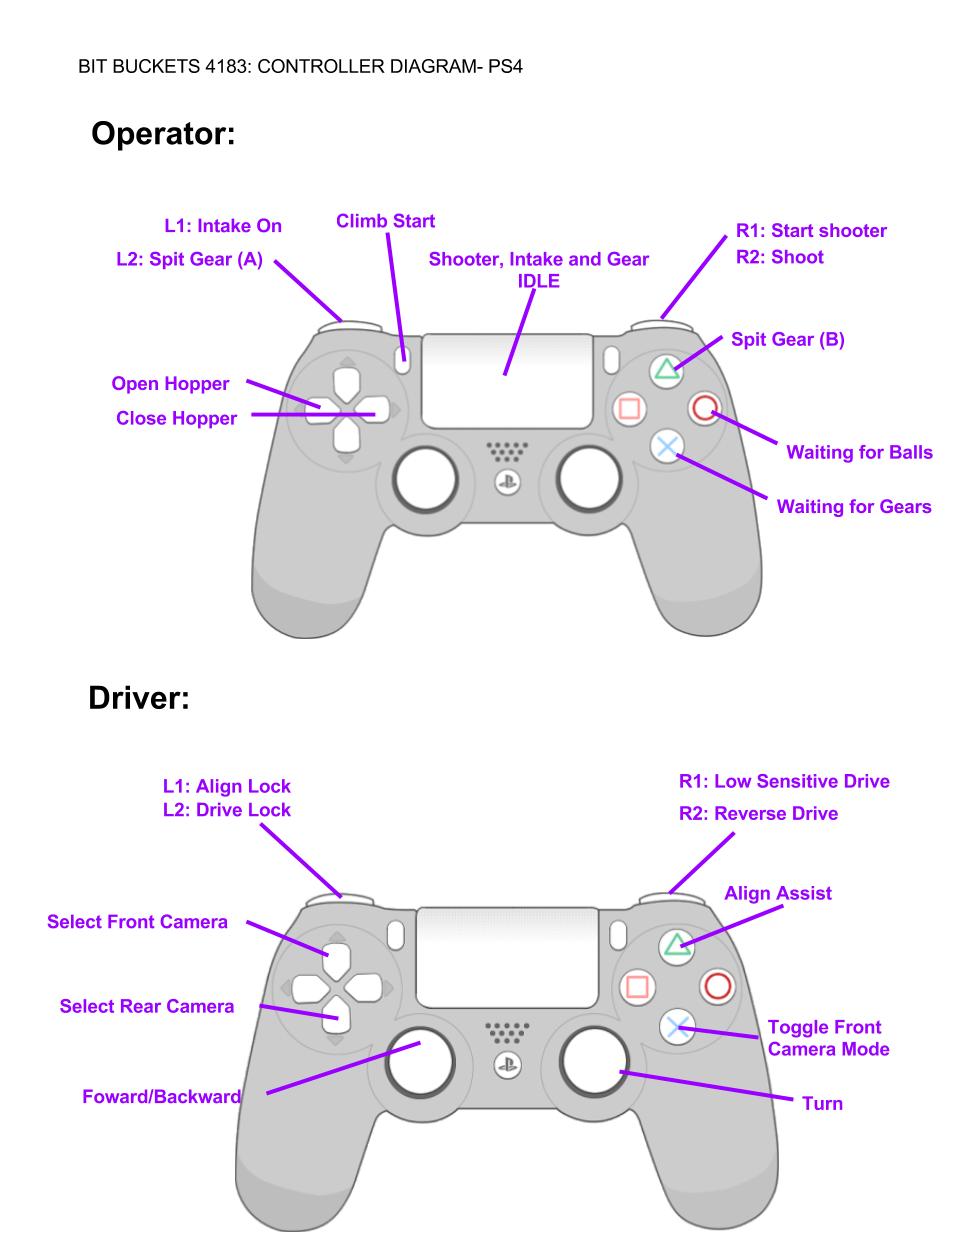 BIT BUCKETS 4183: CONTROLLER DIAGRAM- PS4
Operator:
L1: Intake On
Climb Start
R1: Start shooter
L2: Spit Gear (A)
Shooter, Intake and Gear
IDLE
R2: Shoot
Spit Gear (B)
Open Hopper
Close Hopper
Waiting for Balls
Waiting for Gears
Driver:
L1: Align Lock
L2: Drive Lock
R1: Low Sensitive Drive
R2: Reverse Drive
Align Assist
Select Front Camera
Select Rear Camera
Toggle Front
Camera Mode
Foward/Backward
Turn